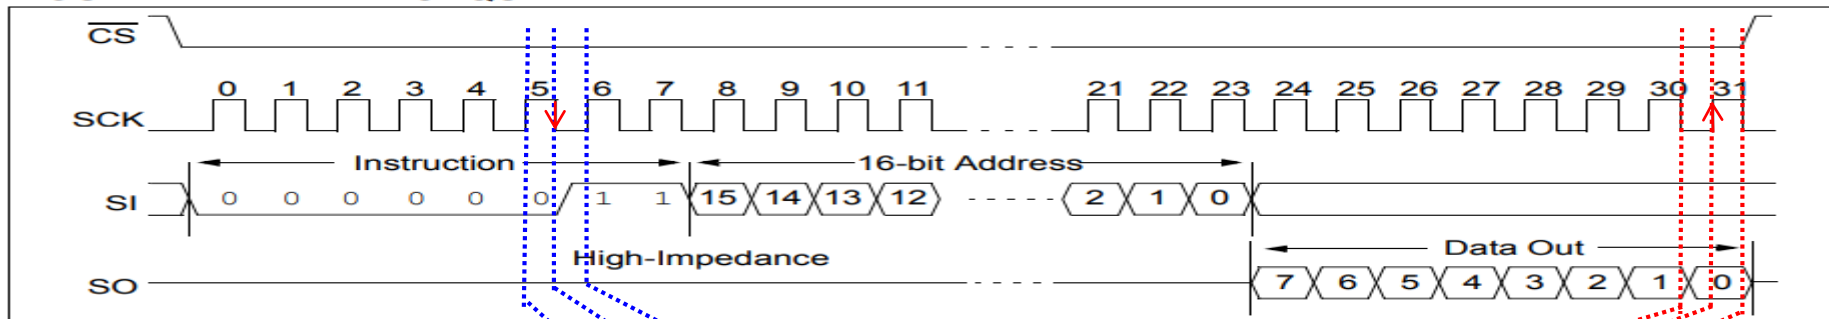 CS
0 1 2 3 4 5 6 7 8 9 10 11 21 22 23 24 25 26 27 28 29 30 31
SCK
Instruction 16-bit Address
SI 0 0 0 0 0 0 1 1 15 14 13 12 2 1 0
High-Impedance Data Out
SO 7 6 5 4 3 2 1 0